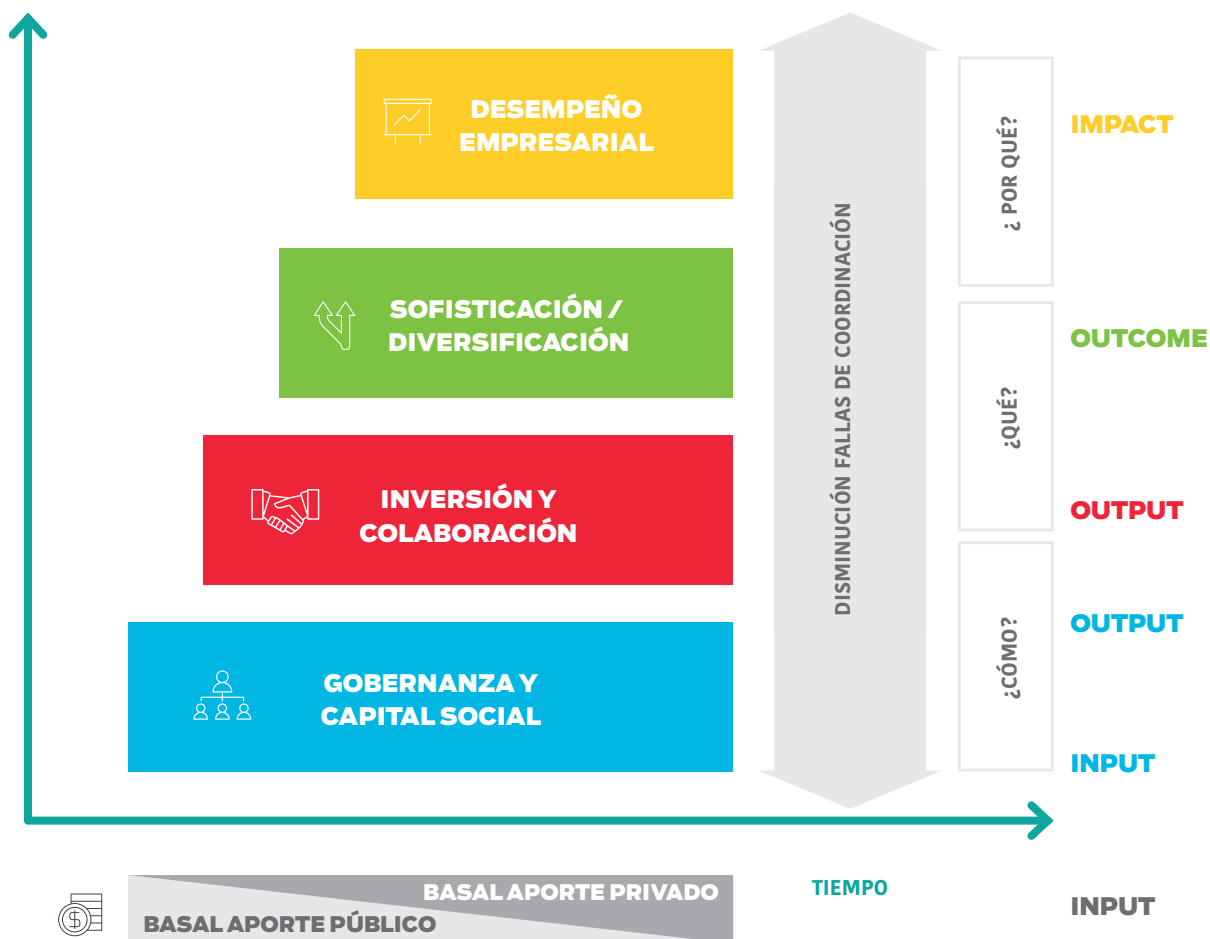 DESEMPEÑO
EMPRESARIAL
SOFISTICACIÓN /
DIVERSIFICACIÓN
INVERSIÓN Y
COLABORACIÓN
GOBERNANZA Y
CAPITAL SOCIAL
DISMINUCIÓN FALLAS DE COORDINACIÓN
¿ POR QUÉ?
¿QUÉ?
¿CÓMO?
IMPACT
OUTCOME
OUTPUT
OUTPUT
INPUT
$
BASAL APORTE PRIVADO
BASAL APORTE PÚBLICO
TIEMPO
INPUT